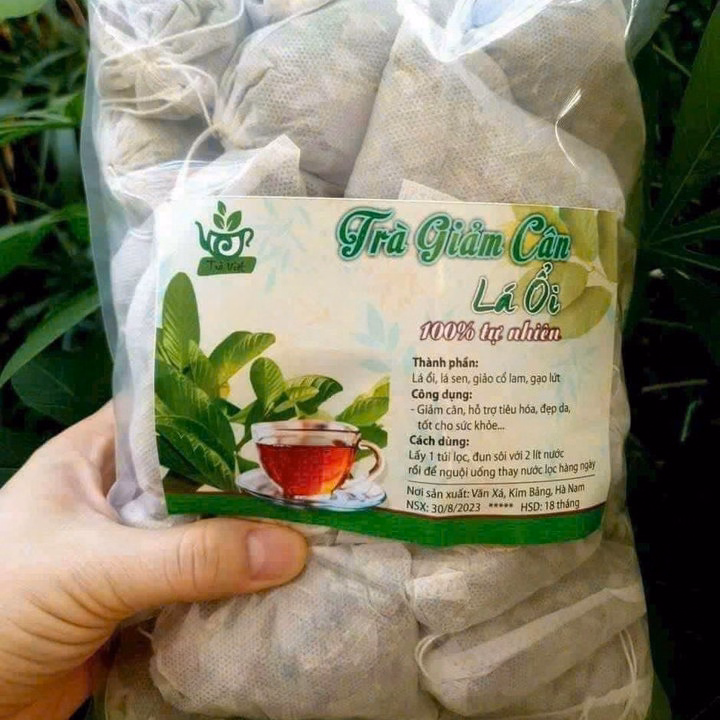 Trà Việt
Trà Giảm Cân
Lá Ổi
100% tự nhiên
Thành phần:
Lá ổi, lá sen, giảo cổ lam, gạo lứt
Công dụng:
- Giảm cân, hỗ trợ tiêu hóa, đẹp da,
tốt cho sức khỏe...
Cách dùng:
Lấy 1 túi lọc, đun sôi với 2 lít nước
rồi để nguội uống thay nước lọc hàng ngày
Nơi sản xuất: Văn Xá, Kim Bảng, Hà Nam
NSX: 30/8/2023 ***** HSD: 18 tháng